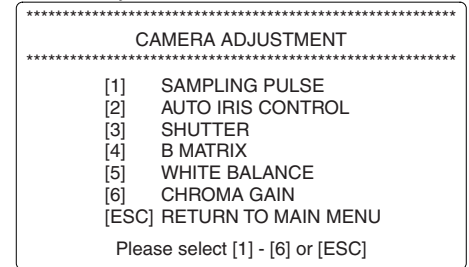 ************************************************************
CAMERA ADJUSTMENT
************************************************************
[1] SAMPLING PULSE
[2] AUTO IRIS CONTROL
[3] SHUTTER
[4] B MATRIX
[5] WHITE BALANCE
[6] CHROMA GAIN
[ESC] RETURN TO MAIN MENU
Please select [1] - [6] or [ESC]